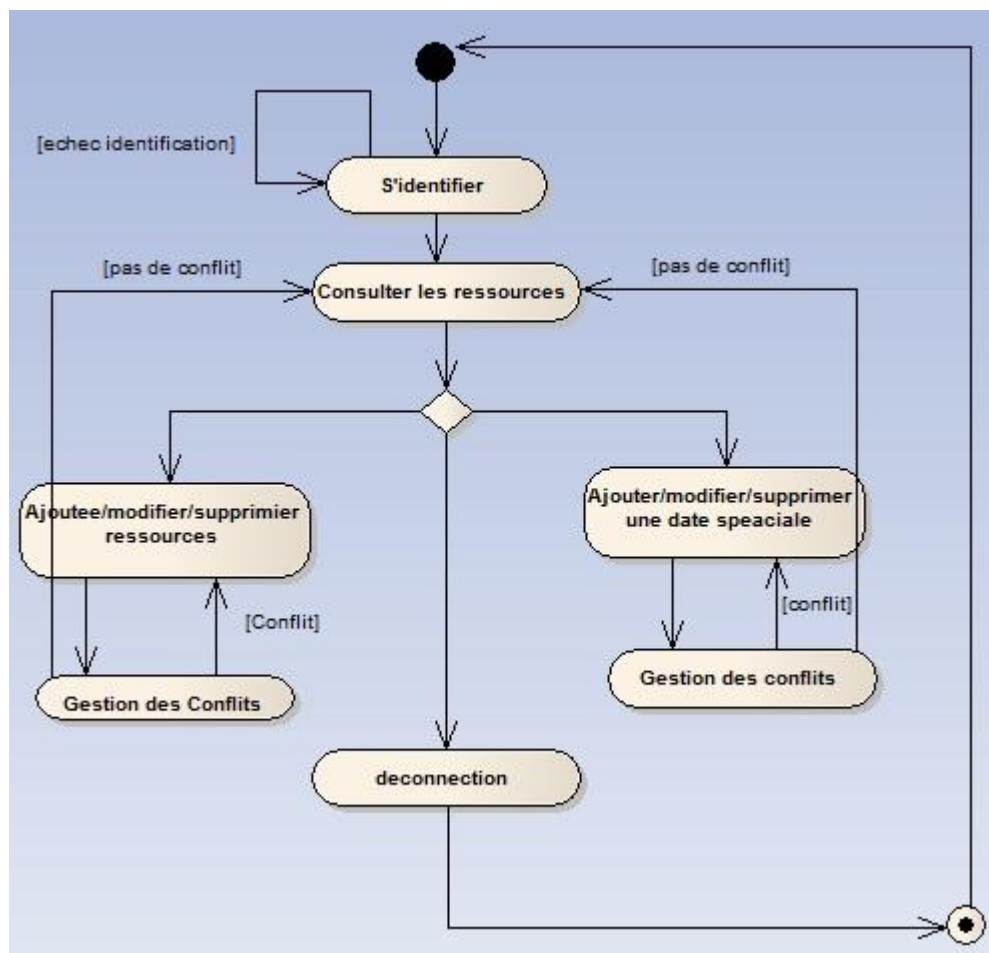 [echec identification]
S'identifier
[pas de conflit]
[pas de conflit]
Consulter les ressources
Ajoutee/modifier/supprimier
ressources
Ajouter/modifier/supprimer
une date speaciale
[Conflit]
[conflit]
Gestion des Conflits
Gestion des conflits
deconnection